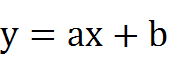 y = ax + b